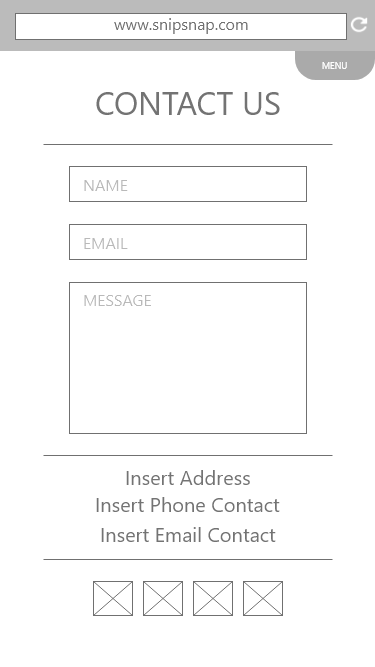 www.snipsnap.com
MENU
CONTACT US
NAME
EMAIL
MESSAGE
Insert Address
Insert Phone Contact
Insert Email Contact